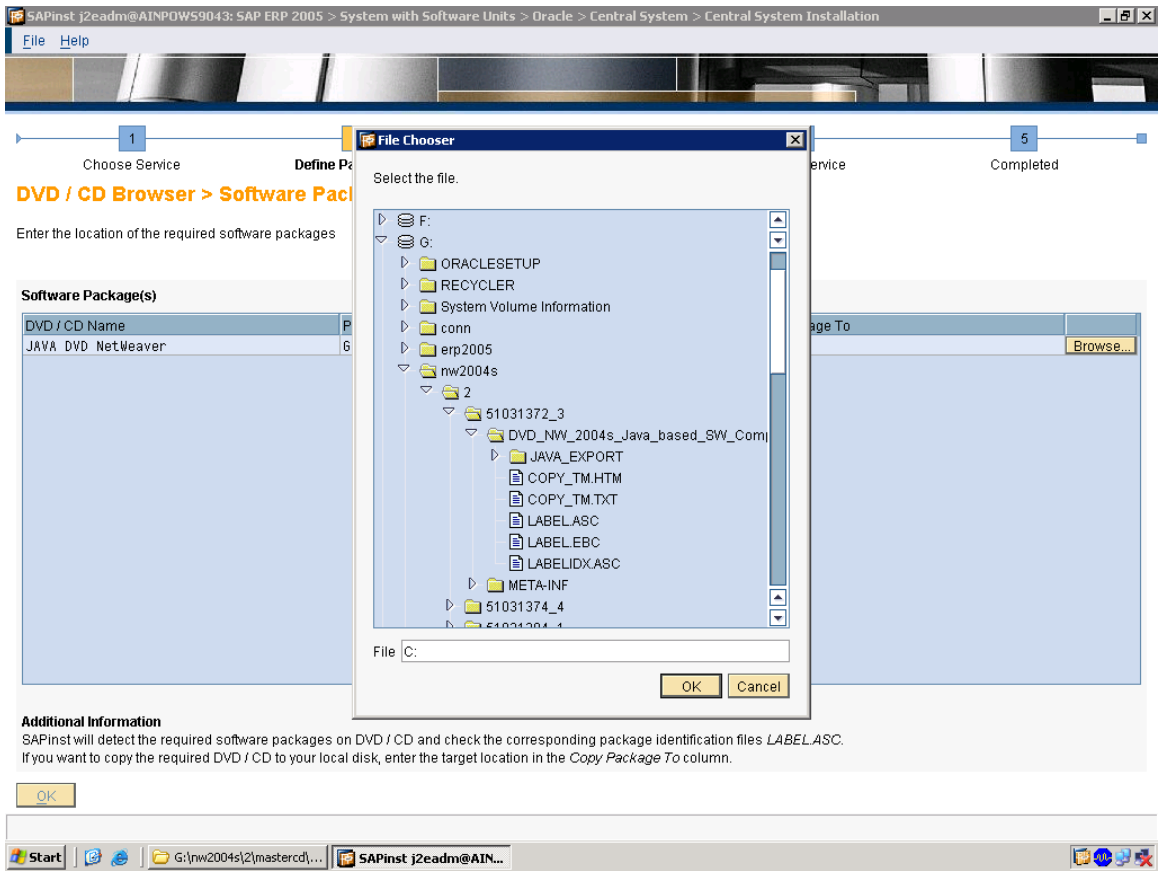 SAPinst j2eadm@AINPOWS9043: SAP ERP 2005 > System with Software Units > Oracle > Central System > Central System Installation
File Help
1
5
Choose Service
Define Pa
ervice
Completed
DVD / CD Browser > Software Pac
Enter the location of the required software packages
Software Package(s)
DVD / CD Name P age To
JAVA DVD NetWeaver G Browse...
File Chooser
Select the file.
F:
G:
ORACLESETUP
RECYCLER
System Volume Information
conn
erp2005
nw2004s
2
51031372_3
DVD_NW_2004s_Java_based_SW_Comp
JAVA_EXPORT
COPY_TM.HTM
COPY_TM.TXT
LABEL.ASC
LABEL.EBC
LABELIDX.ASC
META-INF
51031374_4
File C:
OK Cancel
Additional Information
SAPinst will detect the required software packages on DVD / CD and check the corresponding package identification files LABEL.ASC.
If you want to copy the required DVD / CD to your local disk, enter the target location in the Copy Package To column.
OK
Start G:\nw2004s\2\mastercd\... SAPinst j2eadm@AIN...